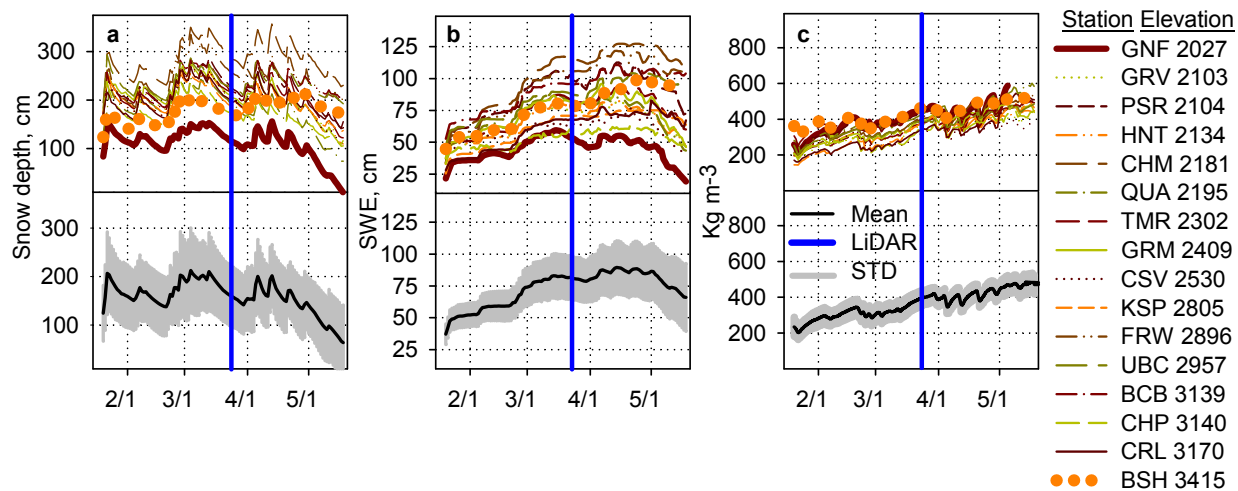 a
b
c
Snow depth, cm
300
200
100
300
200
100
2/1 3/1 4/1 5/1
SWE, cm
125
100
75
50
25
125
100
75
50
25
2/1 3/1 4/1 5/1
Kg m-3
800
600
400
200
800
600
400
200
Mean
LiDAR
STD
2/1 3/1 4/1 5/1
Station Elevation
GNF 2027
GRV 2103
PSR 2104
HNT 2134
CHM 2181
QUA 2195
TMR 2302
GRM 2409
CSV 2530
KSP 2805
FRW 2896
UBC 2957
BCB 3139
CHP 3140
CRL 3170
BSH 3415